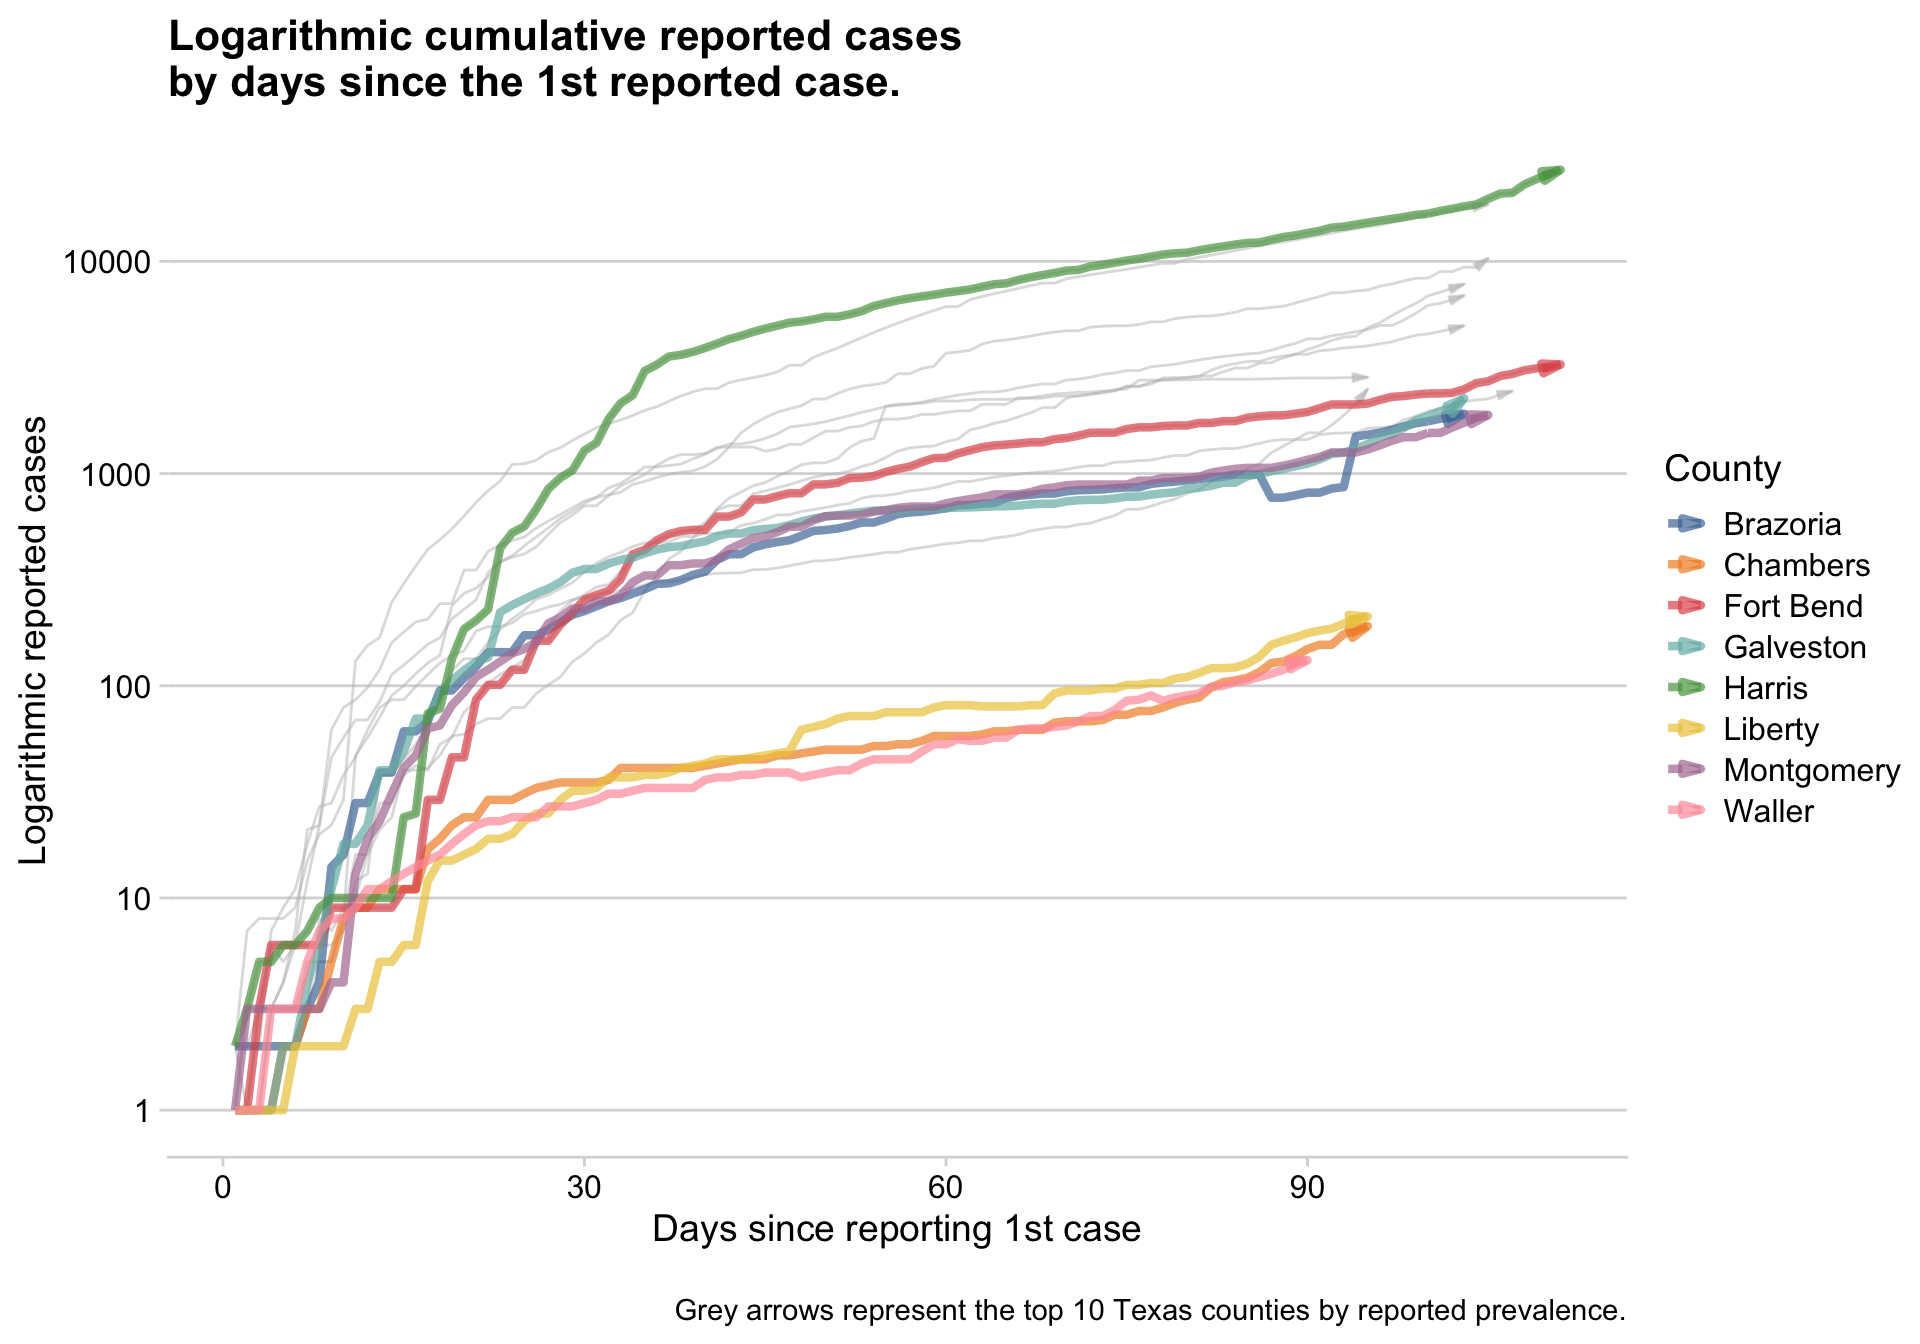 Logarithmic cumulative reported cases
by days since the 1st reported case.
Logarithmic reported cases
10000
1000
100
10
1
0
30
60
90
Days since reporting 1st case
County
Brazoria
Chambers
Fort Bend
Galveston
Harris
Liberty
Montgomery
Waller
Grey arrows represent the top 10 Texas counties by reported prevalence.